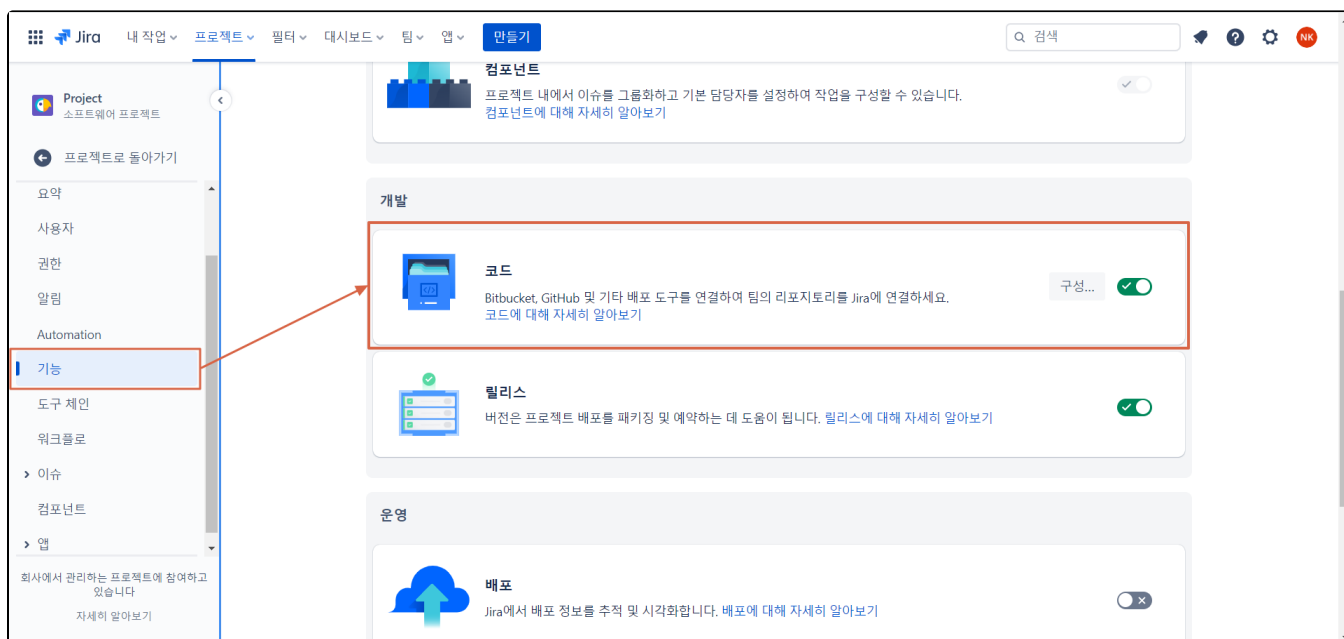 Jira
내 작업
프로젝트
필터
대시보드
팀
앱
만들기
검색
NK
Project
소프트웨어 프로젝트
프로젝트로 돌아가기
요약
사용자
권한
알림
Automation
기능
도구 체인
워크플로
이슈
컴포넌트
앱
회사에서 관리하는 프로젝트에 참여하고
있습니다
자세히 알아보기
컴포넌트
프로젝트 내에서 이슈를 그룹화하고 기본 담당자를 설정하여 작업을 구성할 수 있습니다.
컴포넌트에 대해 자세히 알아보기
개발
코드
Bitbucket, GitHub 및 기타 배포 도구를 연결하여 팀의 리포지토리를 Jira에 연결하세요.
코드에 대해 자세히 알아보기
구성...
릴리스
버전은 프로젝트 배포를 패키징 및 예약하는 데 도움이 됩니다. 릴리스에 대해 자세히 알아보기
운영
배포
Jira에서 배포 정보를 추적 및 시각화합니다. 배포에 대해 자세히 알아보기